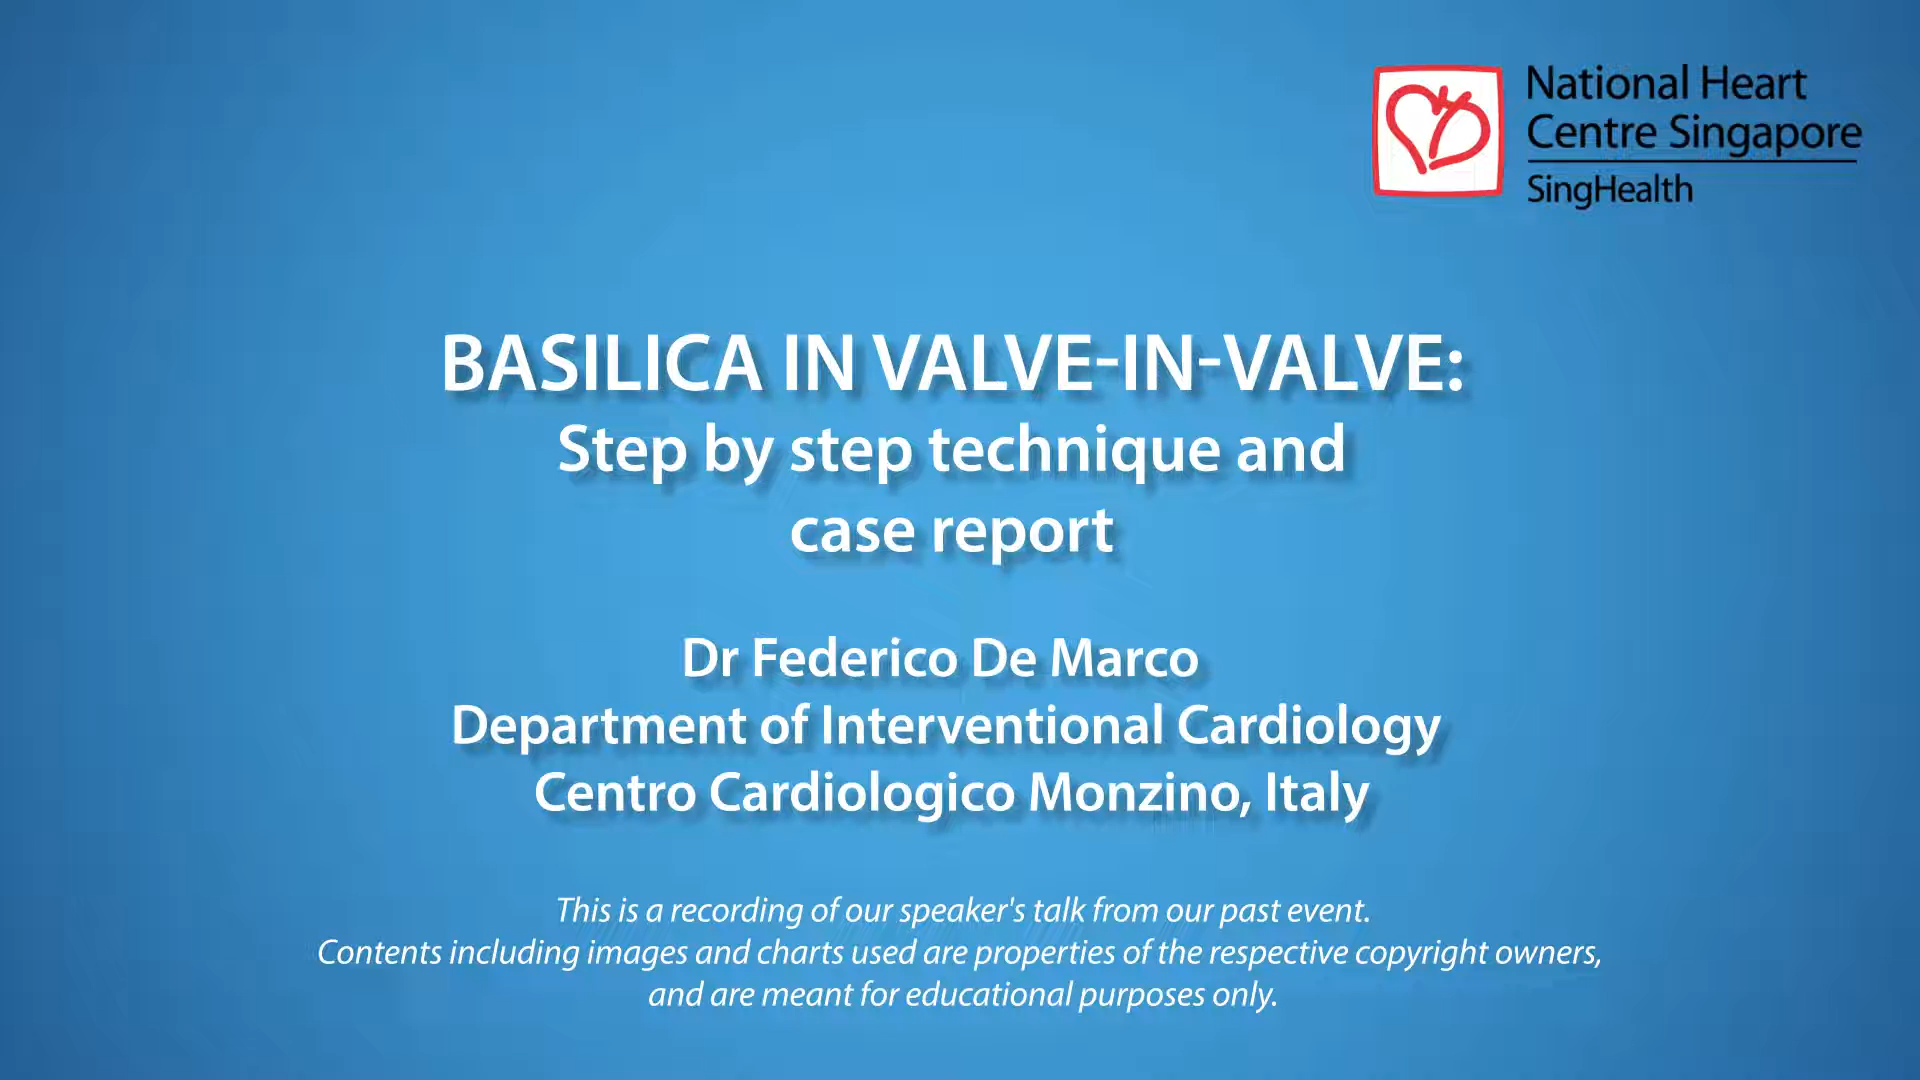 National Heart
Centre Singapore
SingHealth
BASILICA IN VALVE-IN-VALVE:
Step by step technique and
case report
Dr Federico De Marco
Department of Interventional Cardiology
Centro Cardiologico Monzino, Italy
This is a recording of our speaker's talk from our past event.
Contents including images and charts used are properties of the respective copyright owners,
and are meant for educational purposes only.